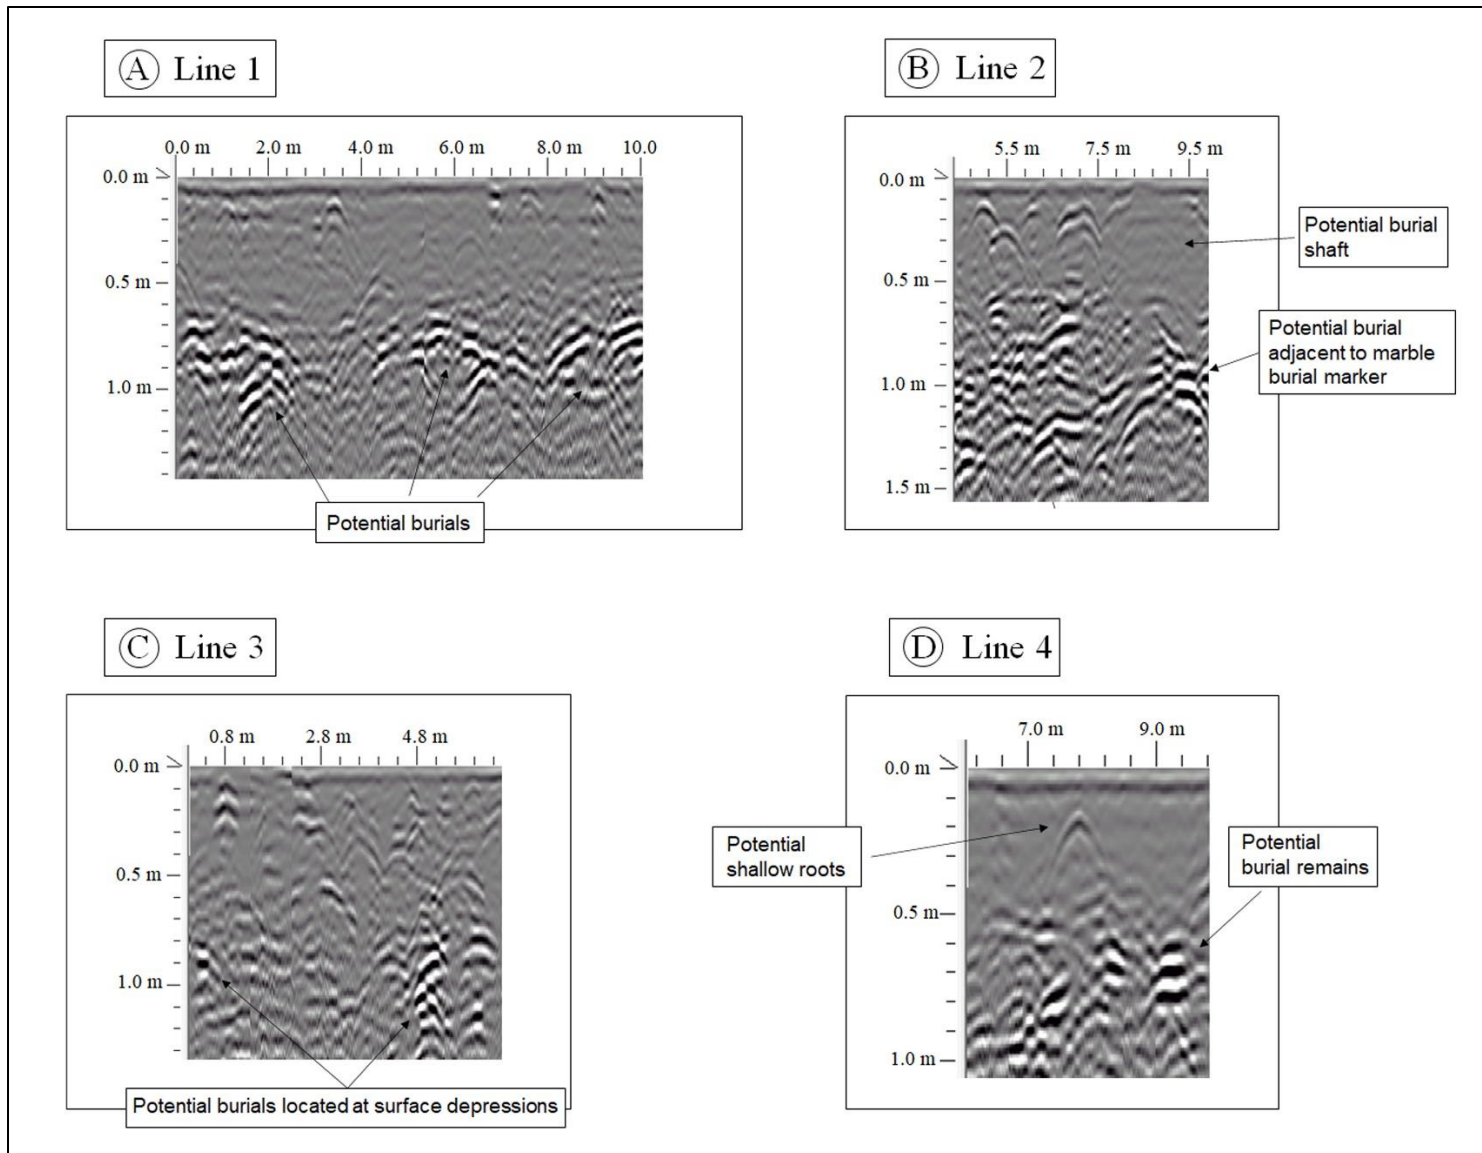 A Line 1
0.0 m 2.0 m 4.0 m 6.0 m 8.0 m 10.0
0.0 m
0.5 m
1.0 m
Potential burials
B Line 2
5.5 m 7.5 m 9.5 m
0.0 m
0.5 m
1.0 m
1.5 m
Potential burial
shaft
Potential burial
adjacent to marble
burial marker
C Line 3
0.8 m 2.8 m 4.8 m
0.0 m
0.5 m
1.0 m
Potential burials located at surface depressions
D Line 4
7.0 m 9.0 m
0.0 m
0.5 m
1.0 m
Potential
shallow roots
Potential
burial remains